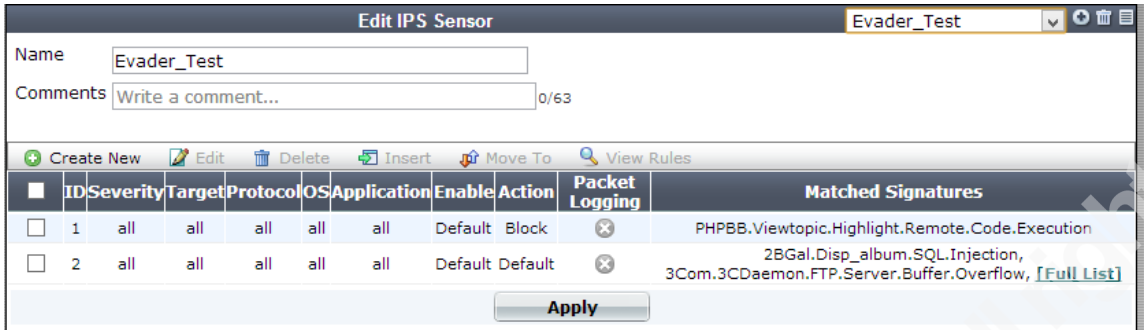 Edit IPS Sensor
Evader_Test
Name
Evader_Test
Comments
Write a comment...
0/63
Create New Edit Delete Insert Move To View Rules
ID Severity Target Protocol OS Application Enable Action Packet Logging Matched Signatures
1 all all all all all Default Block PHPBB.Viewtopic.Highlight.Remote.Code.Execution
2 all all all all all Default Default 2BGal.Disp_album.SQL.Injection,
3Com.3CDaemon.FTP.Server.Buffer.Overflow, [Full List]
Apply